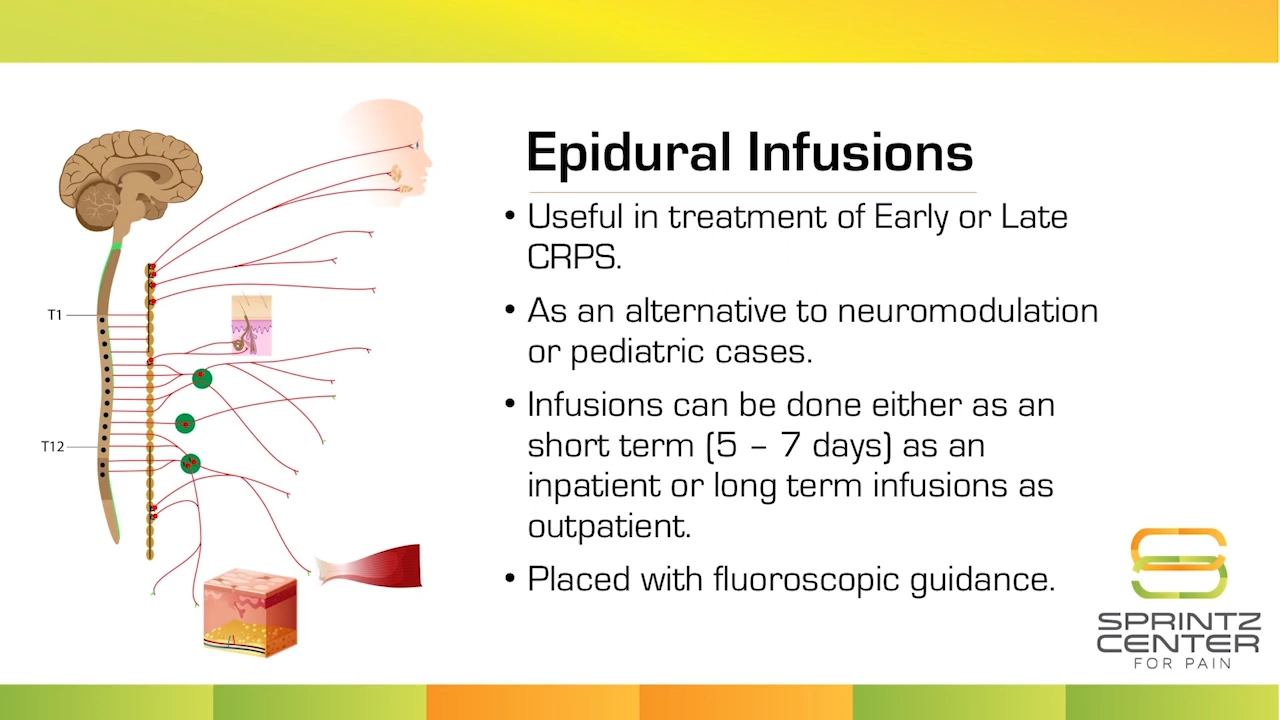 Epidural Infusions
• Useful in treatment of Early or Late
CRPS.
• As an alternative to neuromodulation
or pediatric cases.
• Infusions can be done either as an
short term (5 – 7 days) as an
inpatient or long term infusions as
outpatient.
• Placed with fluoroscopic guidance.
T1
T12
SPRINTZ
CENTER
FOR PAIN